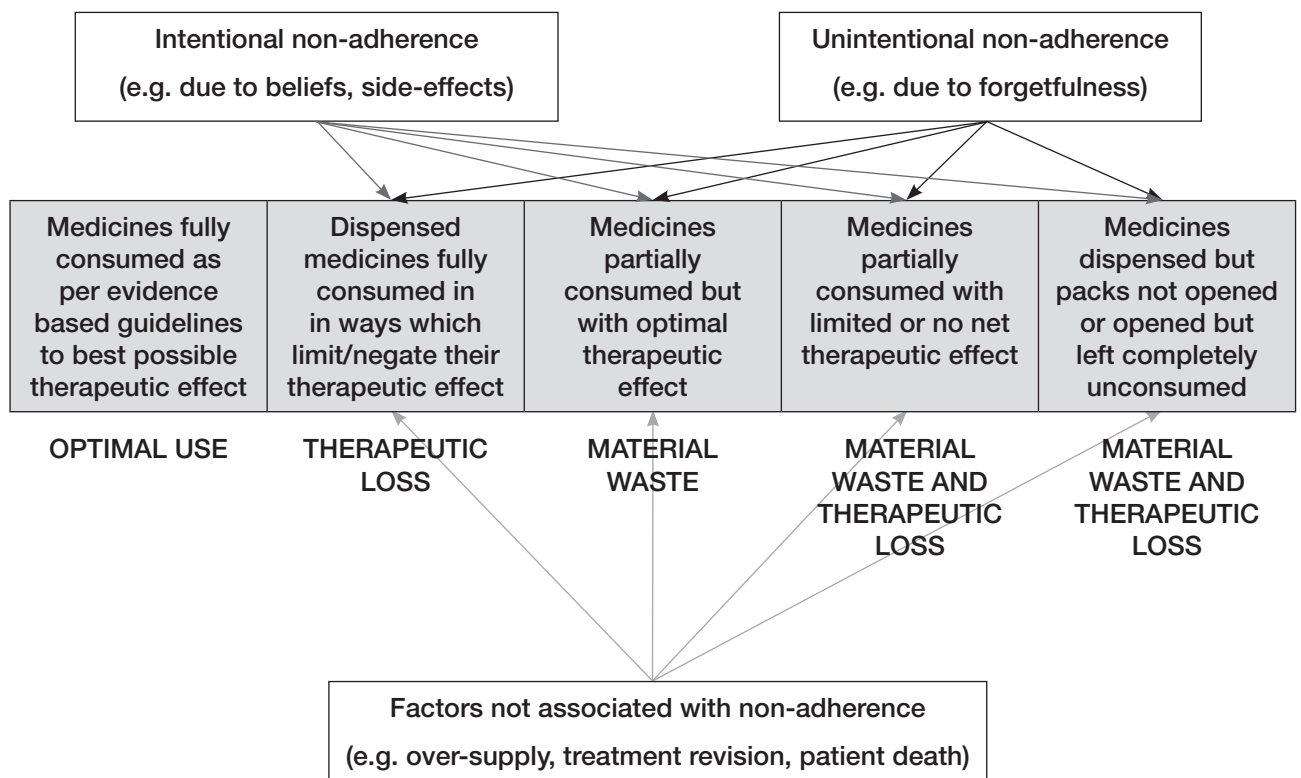 Intentional non-adherence
(e.g. due to beliefs, side-effects)
Unintentional non-adherence
(e.g. due to forgetfulness)
Medicines fully
consumed as
per evidence
based guidelines
to best possible
therapeutic effect
Dispensed
medicines fully
consumed in
in ways which
limit/negate their
therapeutic effect
Medicines
partially
consumed but
with optimal
therapeutic
effect
Medicines
partially
consumed with
limited or no net
therapeutic effect
Medicines
dispensed but
packs not opened
or opened but
left completely
unconsumed
OPTIMAL USE
THERAPEUTIC
LOSS
MATERIAL
WASTE
MATERIAL
WASTE AND
THERAPEUTIC
LOSS
MATERIAL
WASTE AND
THERAPEUTIC
LOSS
Factors not associated with non-adherence
(e.g. over-supply, treatment revision, patient death)